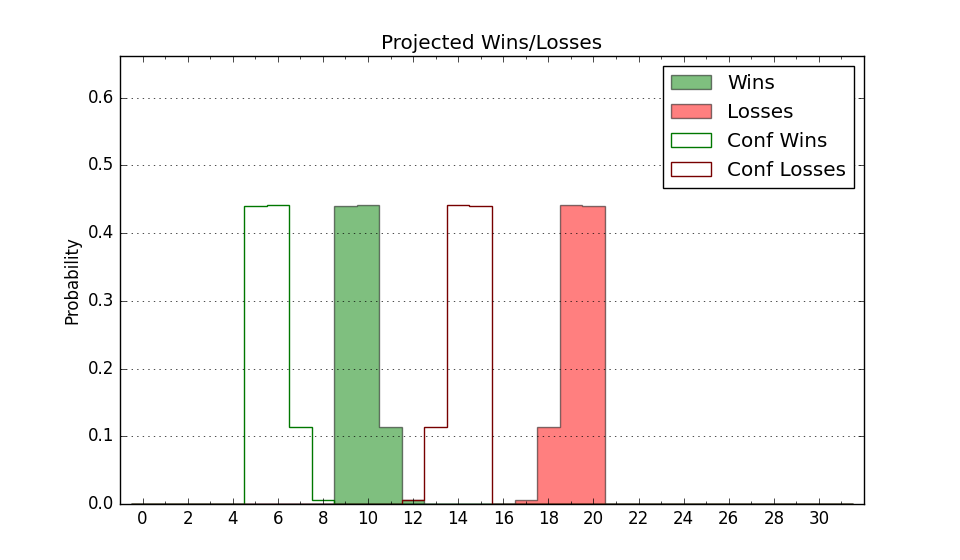 Projected Wins/Losses
Wins
Losses
Conf Wins
Conf Losses
Probability
0.6
0.5
0.4
0.3
0.2
0.1
0.0
0 2 4 6 8 10 12 14 16 18 20 22 24 26 28 30